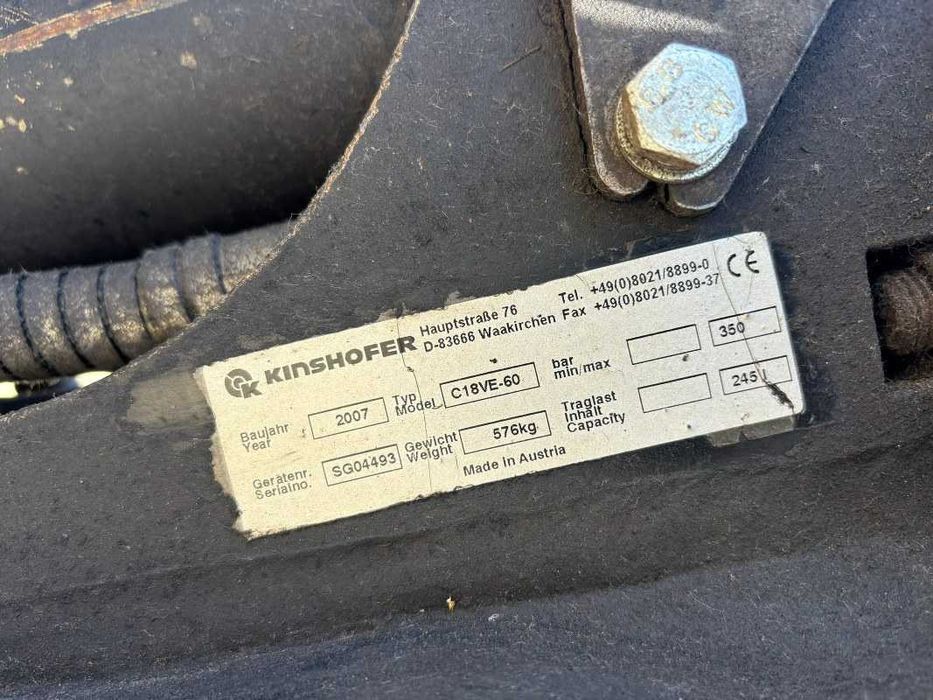 KINSHOFER
Hauptstraße 76 Tel. +49(0)8021/8899-0
D-83666 Waakirchen Fax +49(0)8021/8899-37
CE
Baujahr Year 2007 Typ Model C18VE-60 bar min/max 350
Gerätenr. Serialno. SG04493 Gewicht Weight 576kg Traglast Inhalt Capacity 245 l
Made in Austria